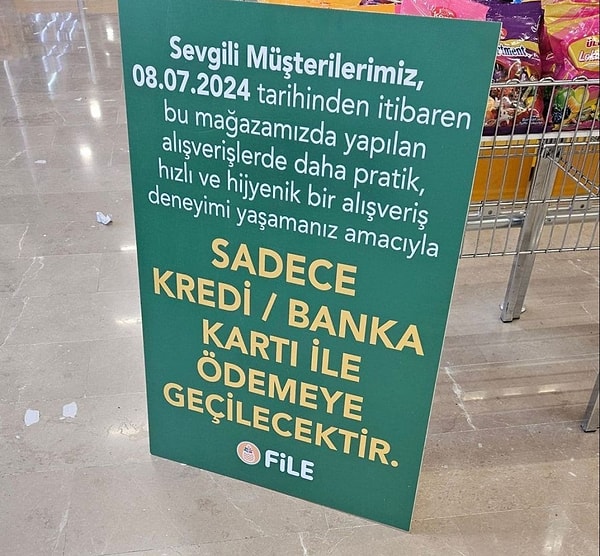 Sevgili Müşterilerimiz,
08.07.2024 tarihinden itibaren
bu mağazamızda yapılan
alışverişlerde daha pratik,
hızlı ve hijyenik bir alışveriş
deneyimi yaşamanız amacıyla
SADECE
KREDİ / BANKA
KARTI İLE
ÖDEMEYE
GEÇİLECEKTİR.
FİLE